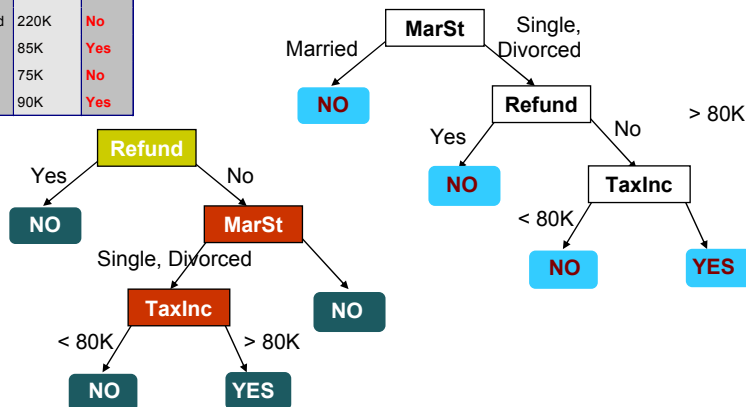 220K No
85K Yes
75K No
90K Yes
MarSt
Married
Single,
Divorced
NO
Refund
> 80K
Yes
No
NO
TaxInc
< 80K
NO
YES
Refund
Yes
No
NO
MarSt
Single, Divorced
TaxInc
NO
< 80K
> 80K
NO
YES